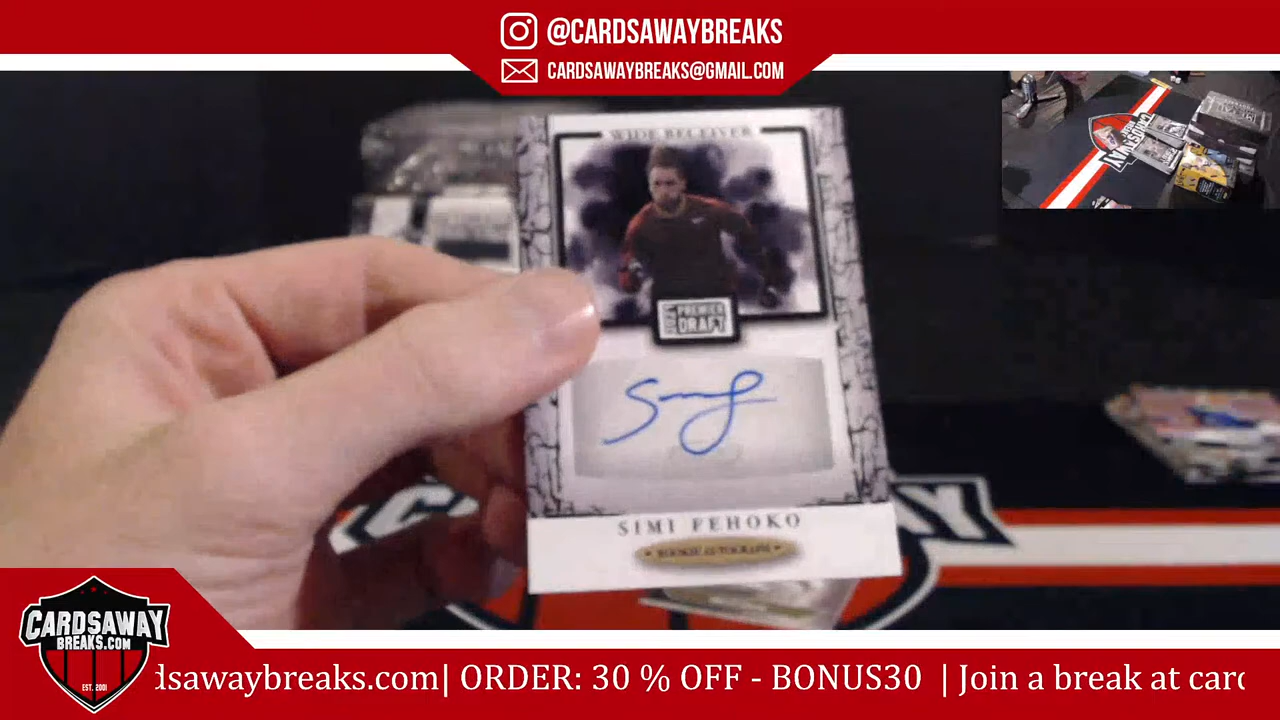 @CARDSAWAYBREAKS
CARDSAWAYBREAKS@GMAIL.COM
WIDE RECEIVER
PREMIER
DRAFT
SIMI FEHOKO
ROOKIE AUTOGRAPH
CARDSAWAY
BREAKS.COM
EST. 2001
dsawaybreaks.com| ORDER: 30 % OFF - BONUS30 | Join a break at card